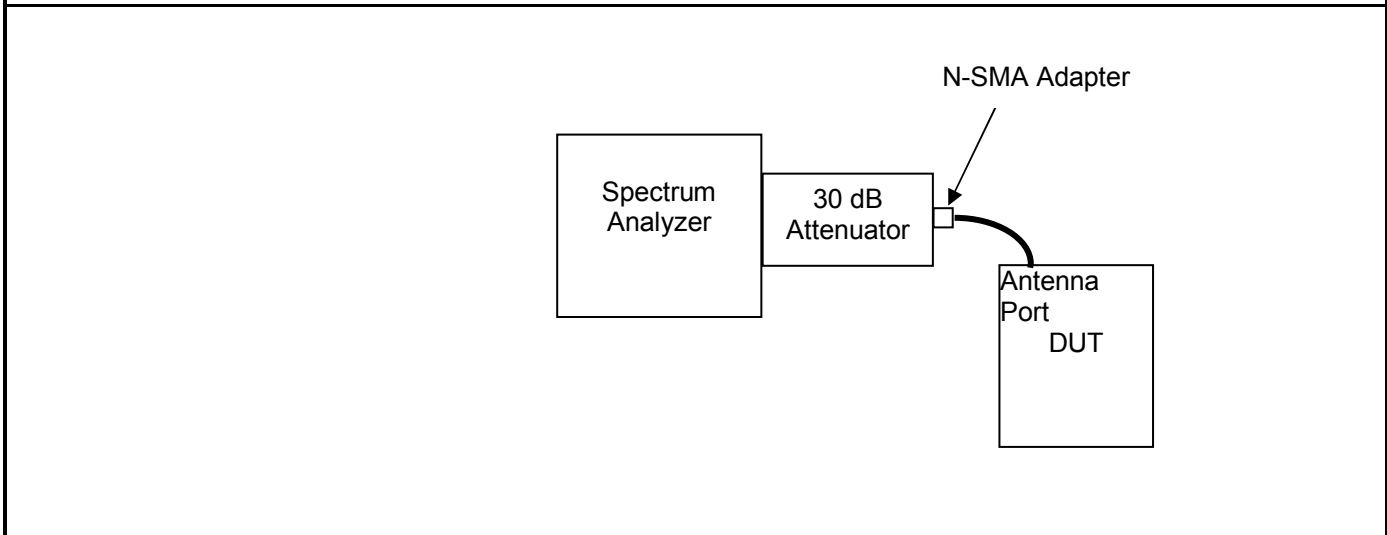 N-SMA Adapter
Spectrum
Analyzer
30 dB
Attenuator
Antenna
Port
DUT